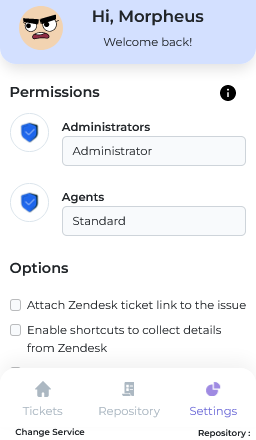 Hi, Morpheus
Welcome back!
Permissions
Administrators
Administrator
Agents
Standard
Options
Attach Zendesk ticket link to the issue
Enable shortcuts to collect details
from Zendesk
Tickets
Repository
Settings
Change Service
Repository :